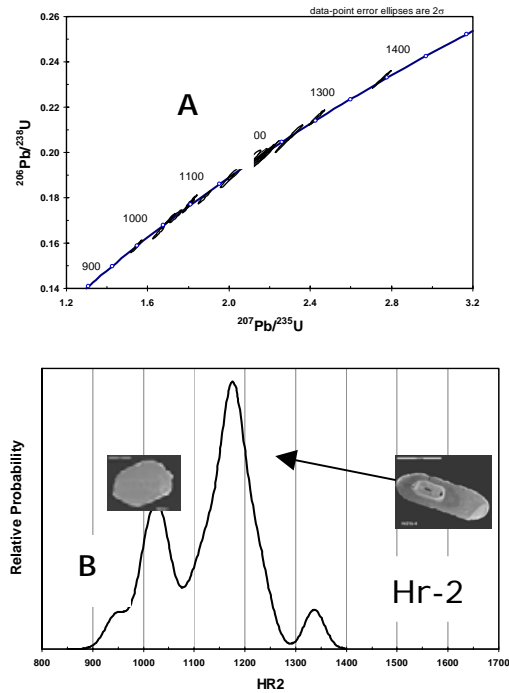 data-point error ellipses are 2σ
0.26
0.24
0.22
0.20
0.18
0.16
0.14
206Pb/238U
A
1400
1300
00
1100
1000
900
1.2 1.6 2.0 2.4 2.8 3.2
207Pb/235U
Relative Probability
B
Hr-2
800 900 1000 1100 1200 1300 1400 1500 1600 1700
HR2